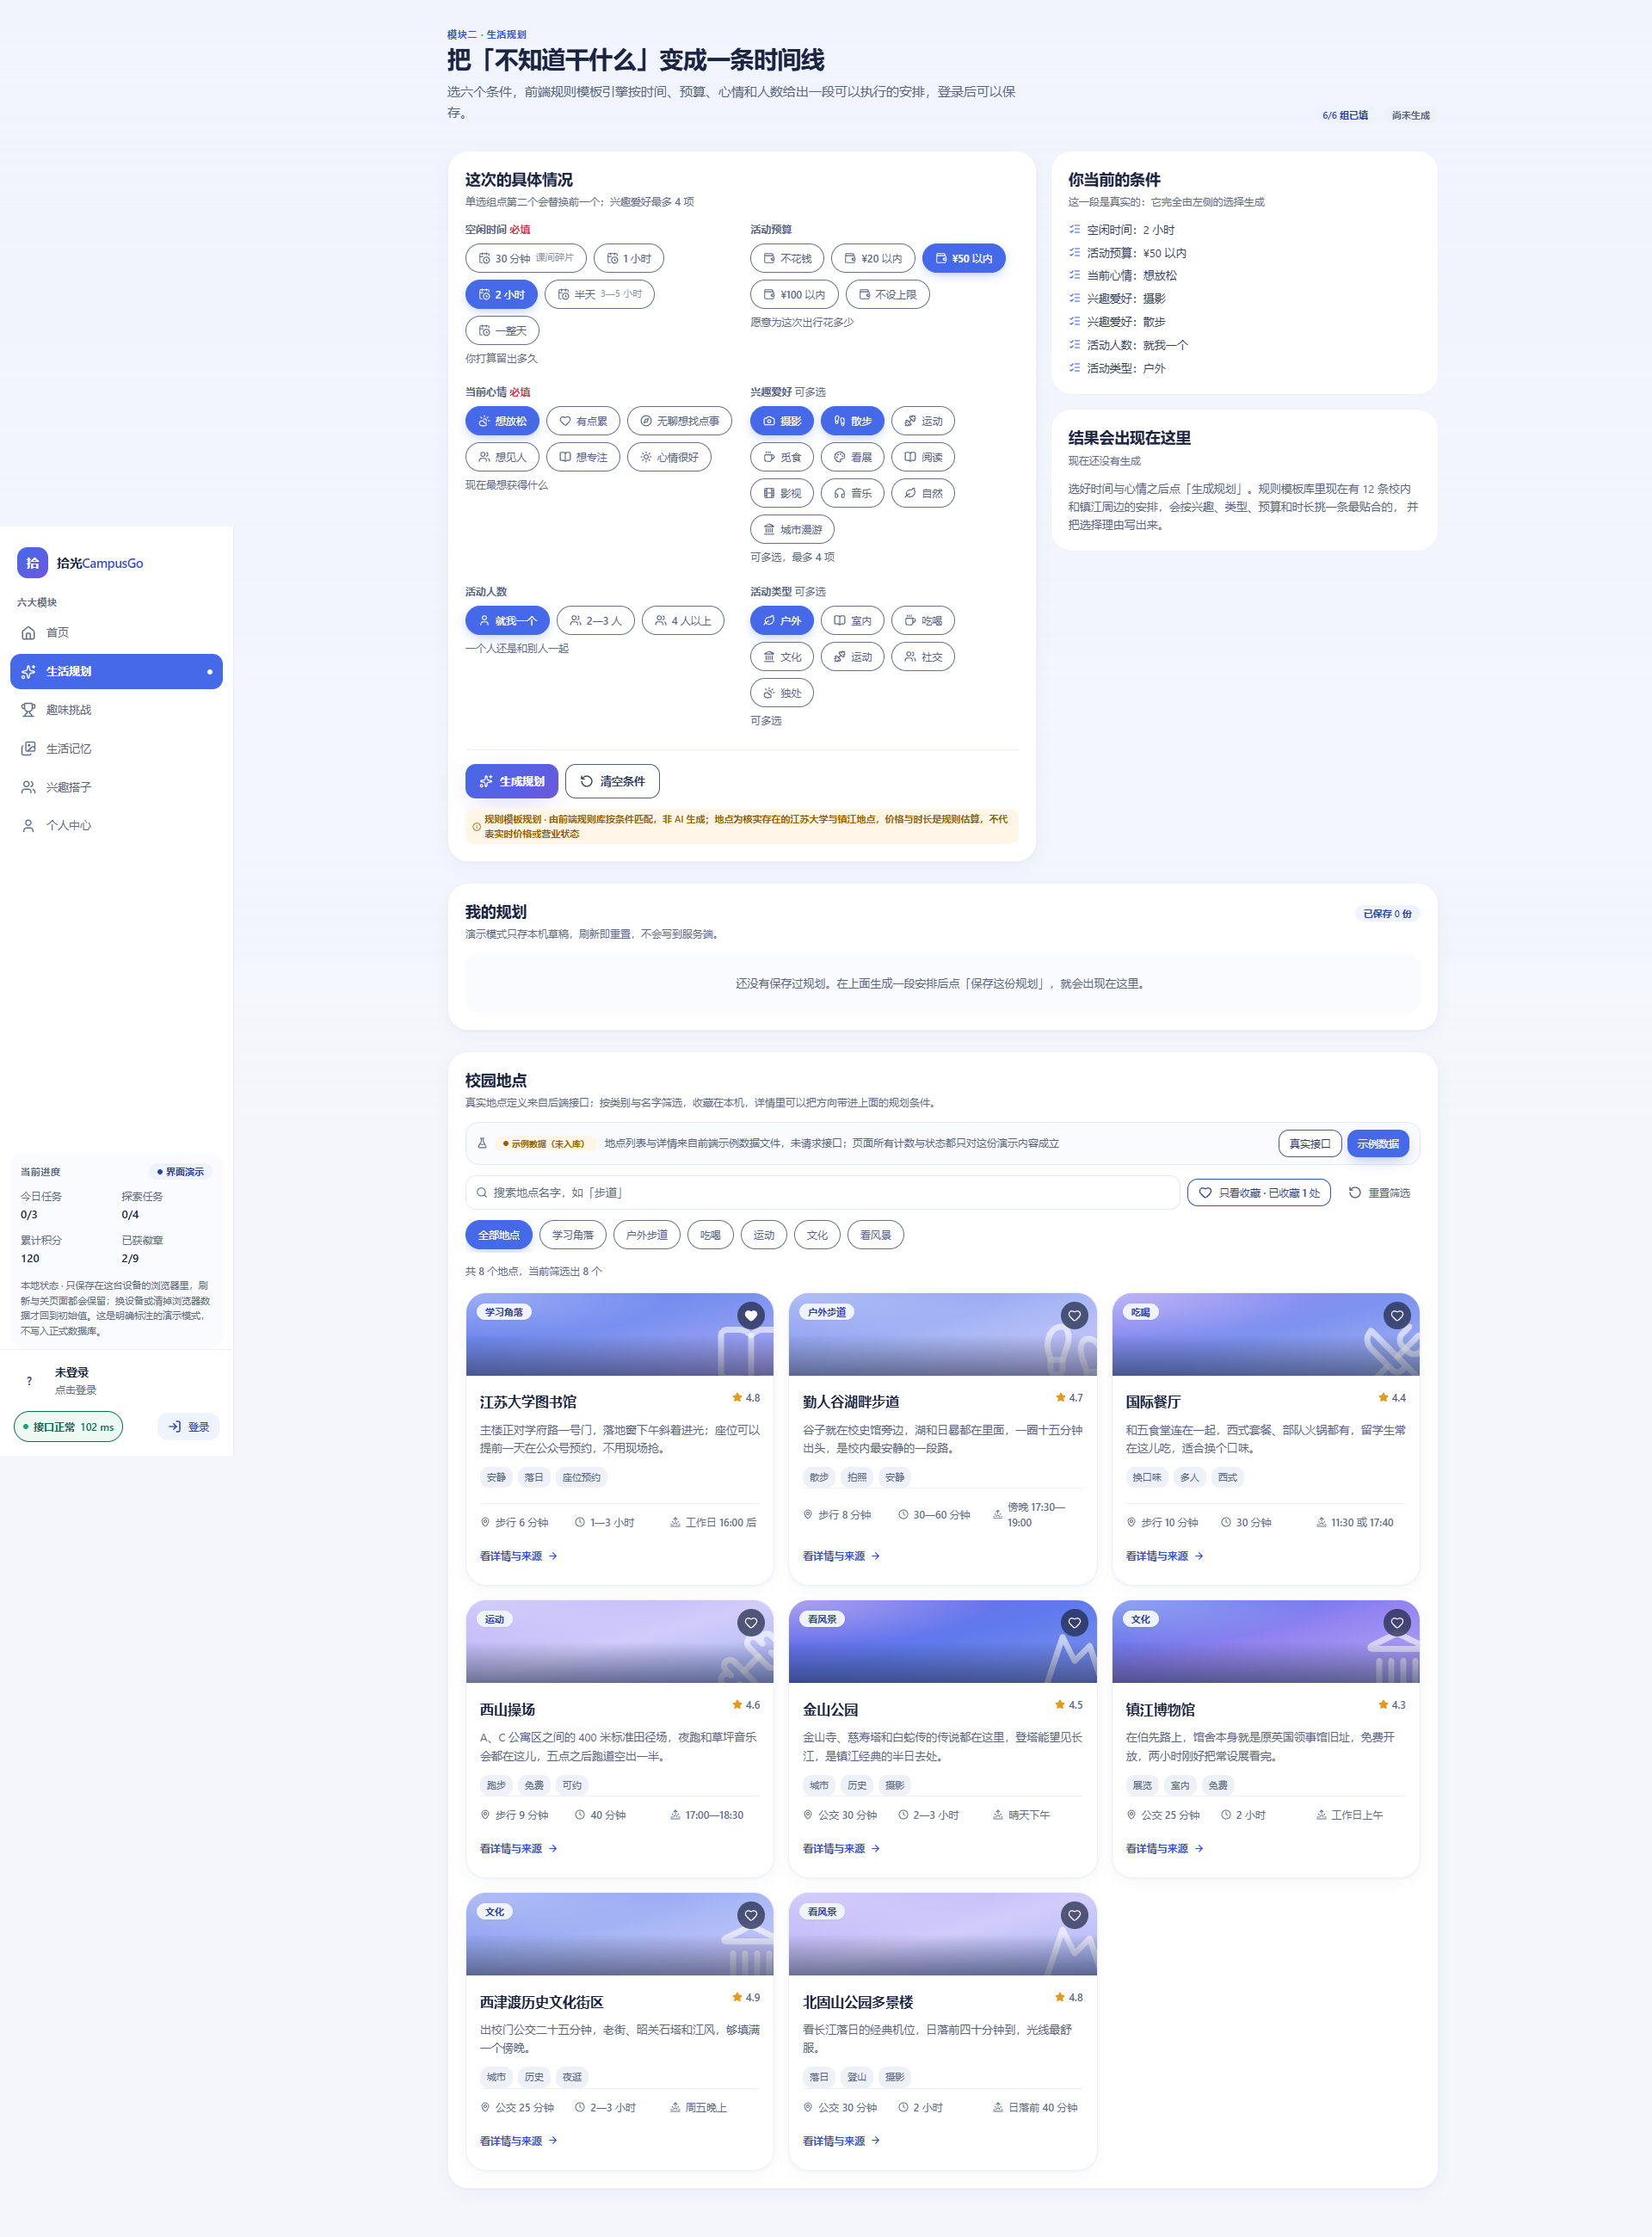 模块二 · 生活规划
把「不知道干什么」变成一条时间线
选六个条件，前端规则模板引擎按时间、预算、心情和人数给出一段可以执行的安排，登录后可以保
存。
6/6 组已填
尚未生成
这次的具体情况
单选组点第二个会替换前一个；兴趣爱好最多 4 项
空闲时间 必填
30 分钟 课间碎片
1 小时
2 小时
半天 3—5 小时
一整天
你打算留出多久
活动预算
不花钱
¥20 以内
¥50 以内
¥100 以内
不设上限
愿意为这次出行花多少
当前心情 必填
想放松
有点累
无聊想找点事
想见人
想专注
心情很好
现在最想获得什么
兴趣爱好 可多选
摄影
散步
运动
觅食
看展
阅读
影视
音乐
自然
城市漫游
可多选，最多 4 项
活动人数
就我一个
2—3 人
4 人以上
一个人还是和别人一起
活动类型 可多选
户外
室内
吃喝
文化
运动
社交
独处
可多选
生成规划
清空条件
规则模板规划 · 由前端规则库按条件匹配，非 AI 生成；地点为核实存在的江苏大学与镇江地点，价格与时长是规则估算，不代
表实时价格或营业状态
你当前的条件
这一段是真实的：它完全由左侧的选择生成
空闲时间：2 小时
活动预算：¥50 以内
当前心情：想放松
兴趣爱好：摄影
兴趣爱好：散步
活动人数：就我一个
活动类型：户外
结果会出现在这里
现在还没有生成
选好时间与心情之后点「生成规划」。规则模板库里现在有 12 条校内
和镇江周边的安排，会按兴趣、类型、预算和时长挑一条最贴合的， 并
把选择理由写出来。
拾
拾光CampusGo
六大模块
首页
生活规划
趣味挑战
生活记忆
兴趣搭子
个人中心
当前进度
界面演示
今日任务
0/3
探索任务
0/4
累计积分
120
已获徽章
2/9
本地状态 · 只保存在这台设备的浏览器里，刷
新与关页面都会保留；换设备或清掉浏览器数
据才回到初始值。这是明确标注的演示模式，
不写入正式数据库。
?
未登录
点击登录
接口正常 102 ms
登录
我的规划
演示模式只存本机草稿，刷新即重置，不会写到服务端。
已保存 0 份
还没有保存过规划。在上面生成一段安排后点「保存这份规划」，就会出现在这里。
校园地点
真实地点定义来自后端接口；按类别与名字筛选，收藏在本机，详情里可以把方向带进上面的规划条件。
示例数据（未入库）
地点列表与详情来自前端示例数据文件，未请求接口；页面所有计数与状态都只对这份演示内容成立
真实接口
示例数据
搜索地点名字，如「步道」
只看收藏 · 已收藏 1 处
重置筛选
全部地点
学习角落
户外步道
吃喝
运动
文化
看风景
共 8 个地点，当前筛选出 8 个
学习角落
江苏大学图书馆
4.8
主楼正对学府路一号门，落地窗下午斜着进光；座位可以
提前一天在公众号预约，不用现场抢。
安静
落日
座位预约
步行 6 分钟
1—3 小时
工作日 16:00 后
看详情与来源
户外步道
勤人谷湖畔步道
4.7
谷子就在校史馆旁边，湖和日晷都在里面，一圈十五分钟
出头，是校内最安静的一段路。
散步
拍照
安静
步行 8 分钟
30—60 分钟
傍晚 17:30—
19:00
看详情与来源
吃喝
国际餐厅
4.4
和五食堂连在一起，西式套餐、部队火锅都有，留学生常
在这儿吃，适合换个口味。
换口味
多人
西式
步行 10 分钟
30 分钟
11:30 或 17:40
看详情与来源
运动
西山操场
4.6
A、C 公寓区之间的 400 米标准田径场，夜跑和草坪音乐
会都在这儿，五点之后跑道空出一半。
跑步
免费
可约
步行 9 分钟
40 分钟
17:00—18:30
看详情与来源
看风景
金山公园
4.5
金山寺、慈寿塔和白蛇传的传说都在这里，登塔能望见长
江，是镇江经典的半日去处。
城市
历史
摄影
公交 30 分钟
2—3 小时
晴天下午
看详情与来源
文化
镇江博物馆
4.3
在伯先路上，馆舍本身就是原英国领事馆旧址，免费开
放，两小时刚好把常设展看完。
展览
室内
免费
公交 25 分钟
2 小时
工作日上午
看详情与来源
文化
西津渡历史文化街区
4.9
出校门公交二十五分钟，老街、昭关石塔和江风，够填满
一个傍晚。
城市
历史
夜逛
公交 25 分钟
2—3 小时
周五晚上
看详情与来源
看风景
北固山公园多景楼
4.8
看长江落日的经典机位，日落前四十分钟到，光线最舒
服。
落日
登山
摄影
公交 30 分钟
2 小时
日落前 40 分钟
看详情与来源